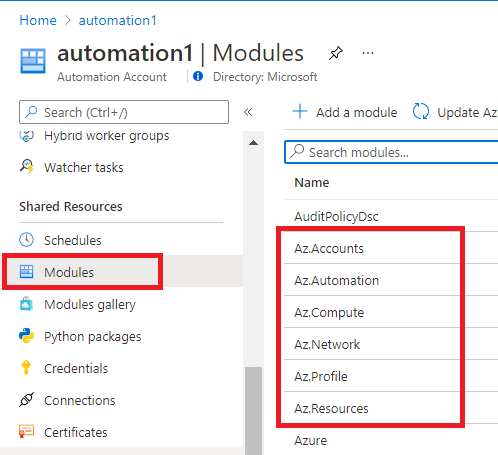 Home > automation1
automation1 | Modules
Automation Account
Directory: Microsoft
Search (Ctrl+/)
Hybrid worker groups
Watcher tasks
Shared Resources
Schedules
Modules
Modules gallery
Python packages
Credentials
Connections
Certificates
Add a module
Update Az
Search modules...
Name
AuditPolicyDsc
Az.Accounts
Az.Automation
Az.Compute
Az.Network
Az.Profile
Az.Resources
Azure